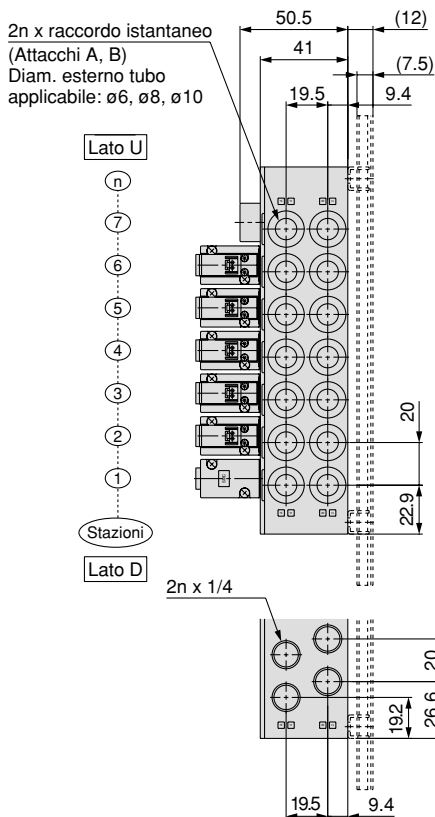 50.5
(12)
2n x raccordo istantaneo
(Attacchi A, B)
Diam. esterno tubo
applicabile: ø6, ø8, ø10
41
(7.5)
19.5
9.4
Lato U
n
7
6
5
4
3
2
1
Stazioni
Lato D
20
22.9
2n x 1/4
20
19.2
26.6
19.5
9.4